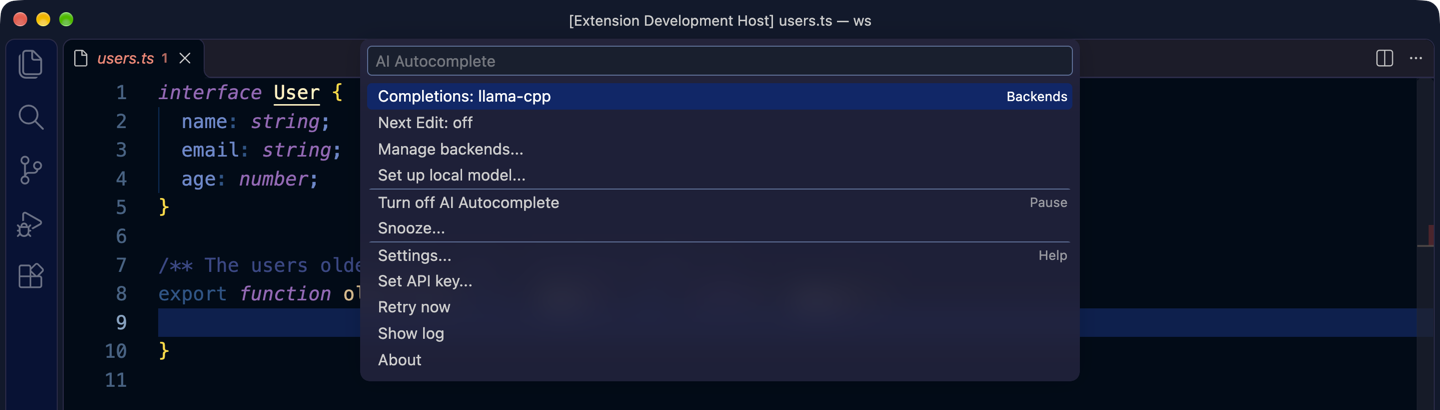 [Extension Development Host] users.ts — ws
users.ts 1
AI Autocomplete
Completions: llama-cpp Backends
Next Edit: off
Manage backends...
Set up local model...
Turn off AI Autocomplete Pause
Snooze...
Settings... Help
Set API key...
Retry now
Show log
About
1 interface User {
2 name: string;
3 email: string;
4 age: number;
5 }
6
7 /** The users olde
8 export function ol
9
10 }
11